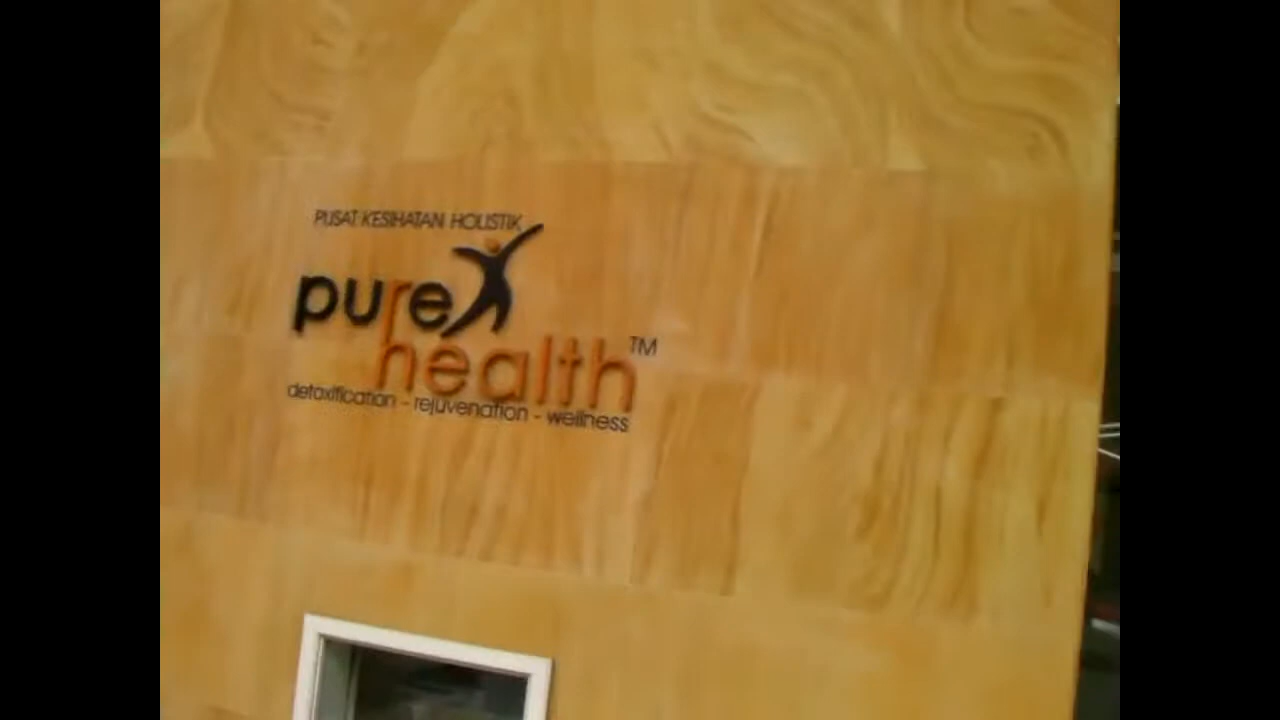 PUSAT KESIHATAN HOLISTIK
pure
health™
detoxification - rejuvenation - wellness